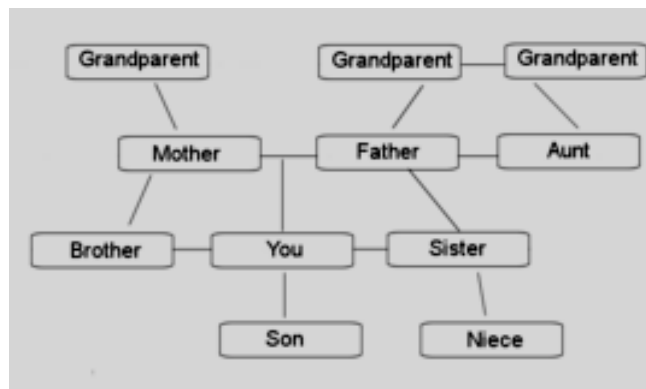 Grandparent
Grandparent
Grandparent
Mother
Father
Aunt
Brother
You
Sister
Son
Niece